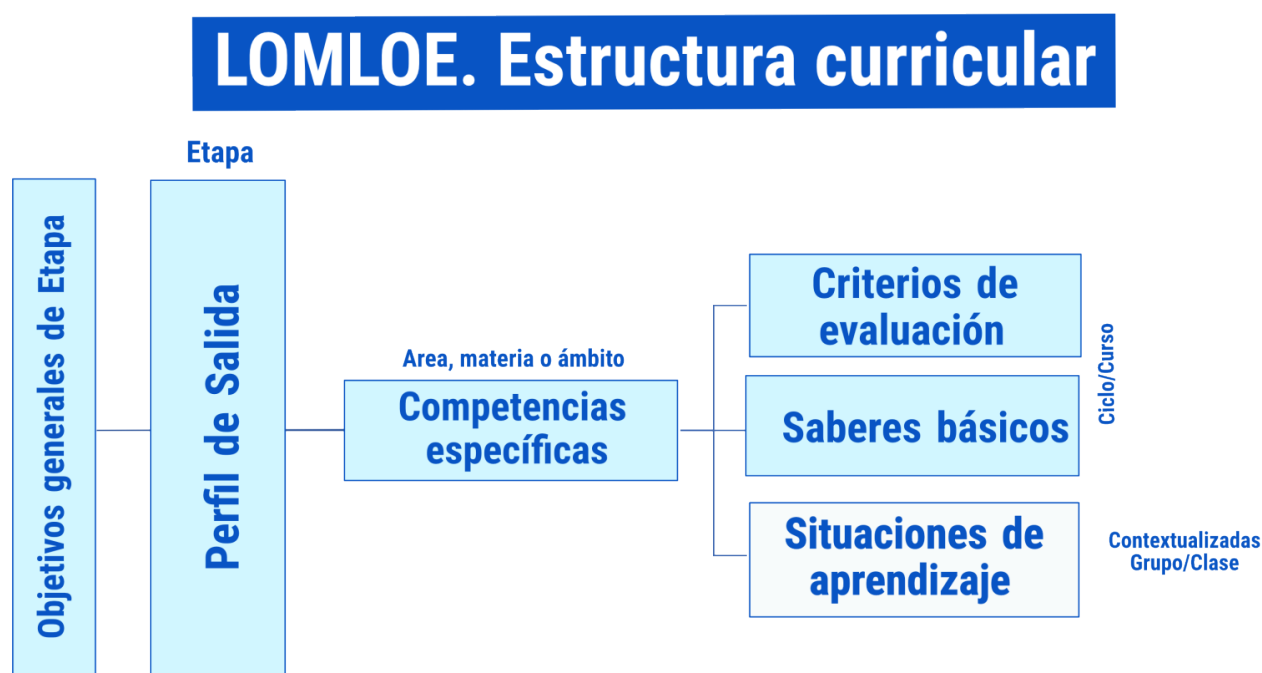 LOMLOE. Estructura curricular
Etapa
Objetivos generales de Etapa
Perfil de Salida
Area, materia o ámbito
Competencias
específicas
Criterios de
evaluación
Saberes básicos
Ciclo/Curso
Situaciones de
aprendizaje
Contextualizadas
Grupo/Clase